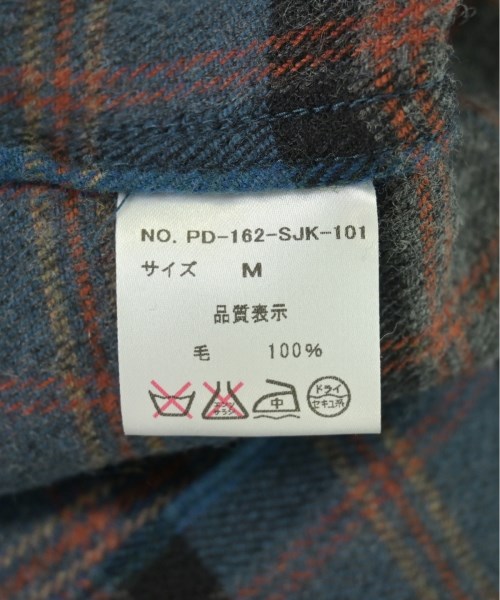 NO. PD-162-SJK-101
サイズ M
品質表示
毛 100%
中 ドライ
セキユ系